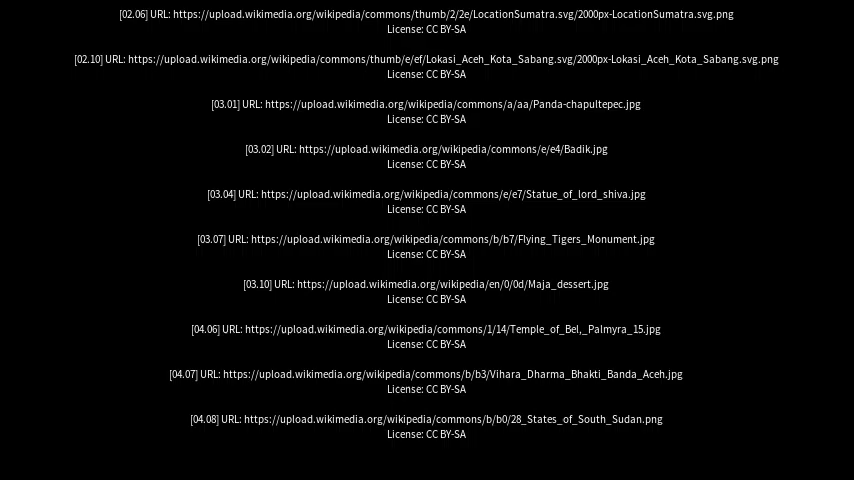 [02.06] URL: https://upload.wikimedia.org/wikipedia/commons/thumb/2/2e/LocationSumatra.svg/2000px-LocationSumatra.svg.png
License: CC BY-SA
[02.10] URL: https://upload.wikimedia.org/wikipedia/commons/thumb/e/ef/Lokasi_Aceh_Kota_Sabang.svg/2000px-Lokasi_Aceh_Kota_Sabang.svg.png
License: CC BY-SA
[03.01] URL: https://upload.wikimedia.org/wikipedia/commons/a/aa/Panda-chapultepec.jpg
License: CC BY-SA
[03.02] URL: https://upload.wikimedia.org/wikipedia/commons/e/e4/Badik.jpg
License: CC BY-SA
[03.04] URL: https://upload.wikimedia.org/wikipedia/commons/e/e7/Statue_of_lord_shiva.jpg
License: CC BY-SA
[03.07] URL: https://upload.wikimedia.org/wikipedia/commons/b/b7/Flying_Tigers_Monument.jpg
License: CC BY-SA
[03.10] URL: https://upload.wikimedia.org/wikipedia/en/0/0d/Maja_dessert.jpg
License: CC BY-SA
[04.06] URL: https://upload.wikimedia.org/wikipedia/commons/1/14/Temple_of_Bel,_Palmyra_15.jpg
License: CC BY-SA
[04.07] URL: https://upload.wikimedia.org/wikipedia/commons/b/b3/Vihara_Dharma_Bhakti_Banda_Aceh.jpg
License: CC BY-SA
[04.08] URL: https://upload.wikimedia.org/wikipedia/commons/b/b0/28_States_of_South_Sudan.png
License: CC BY-SA